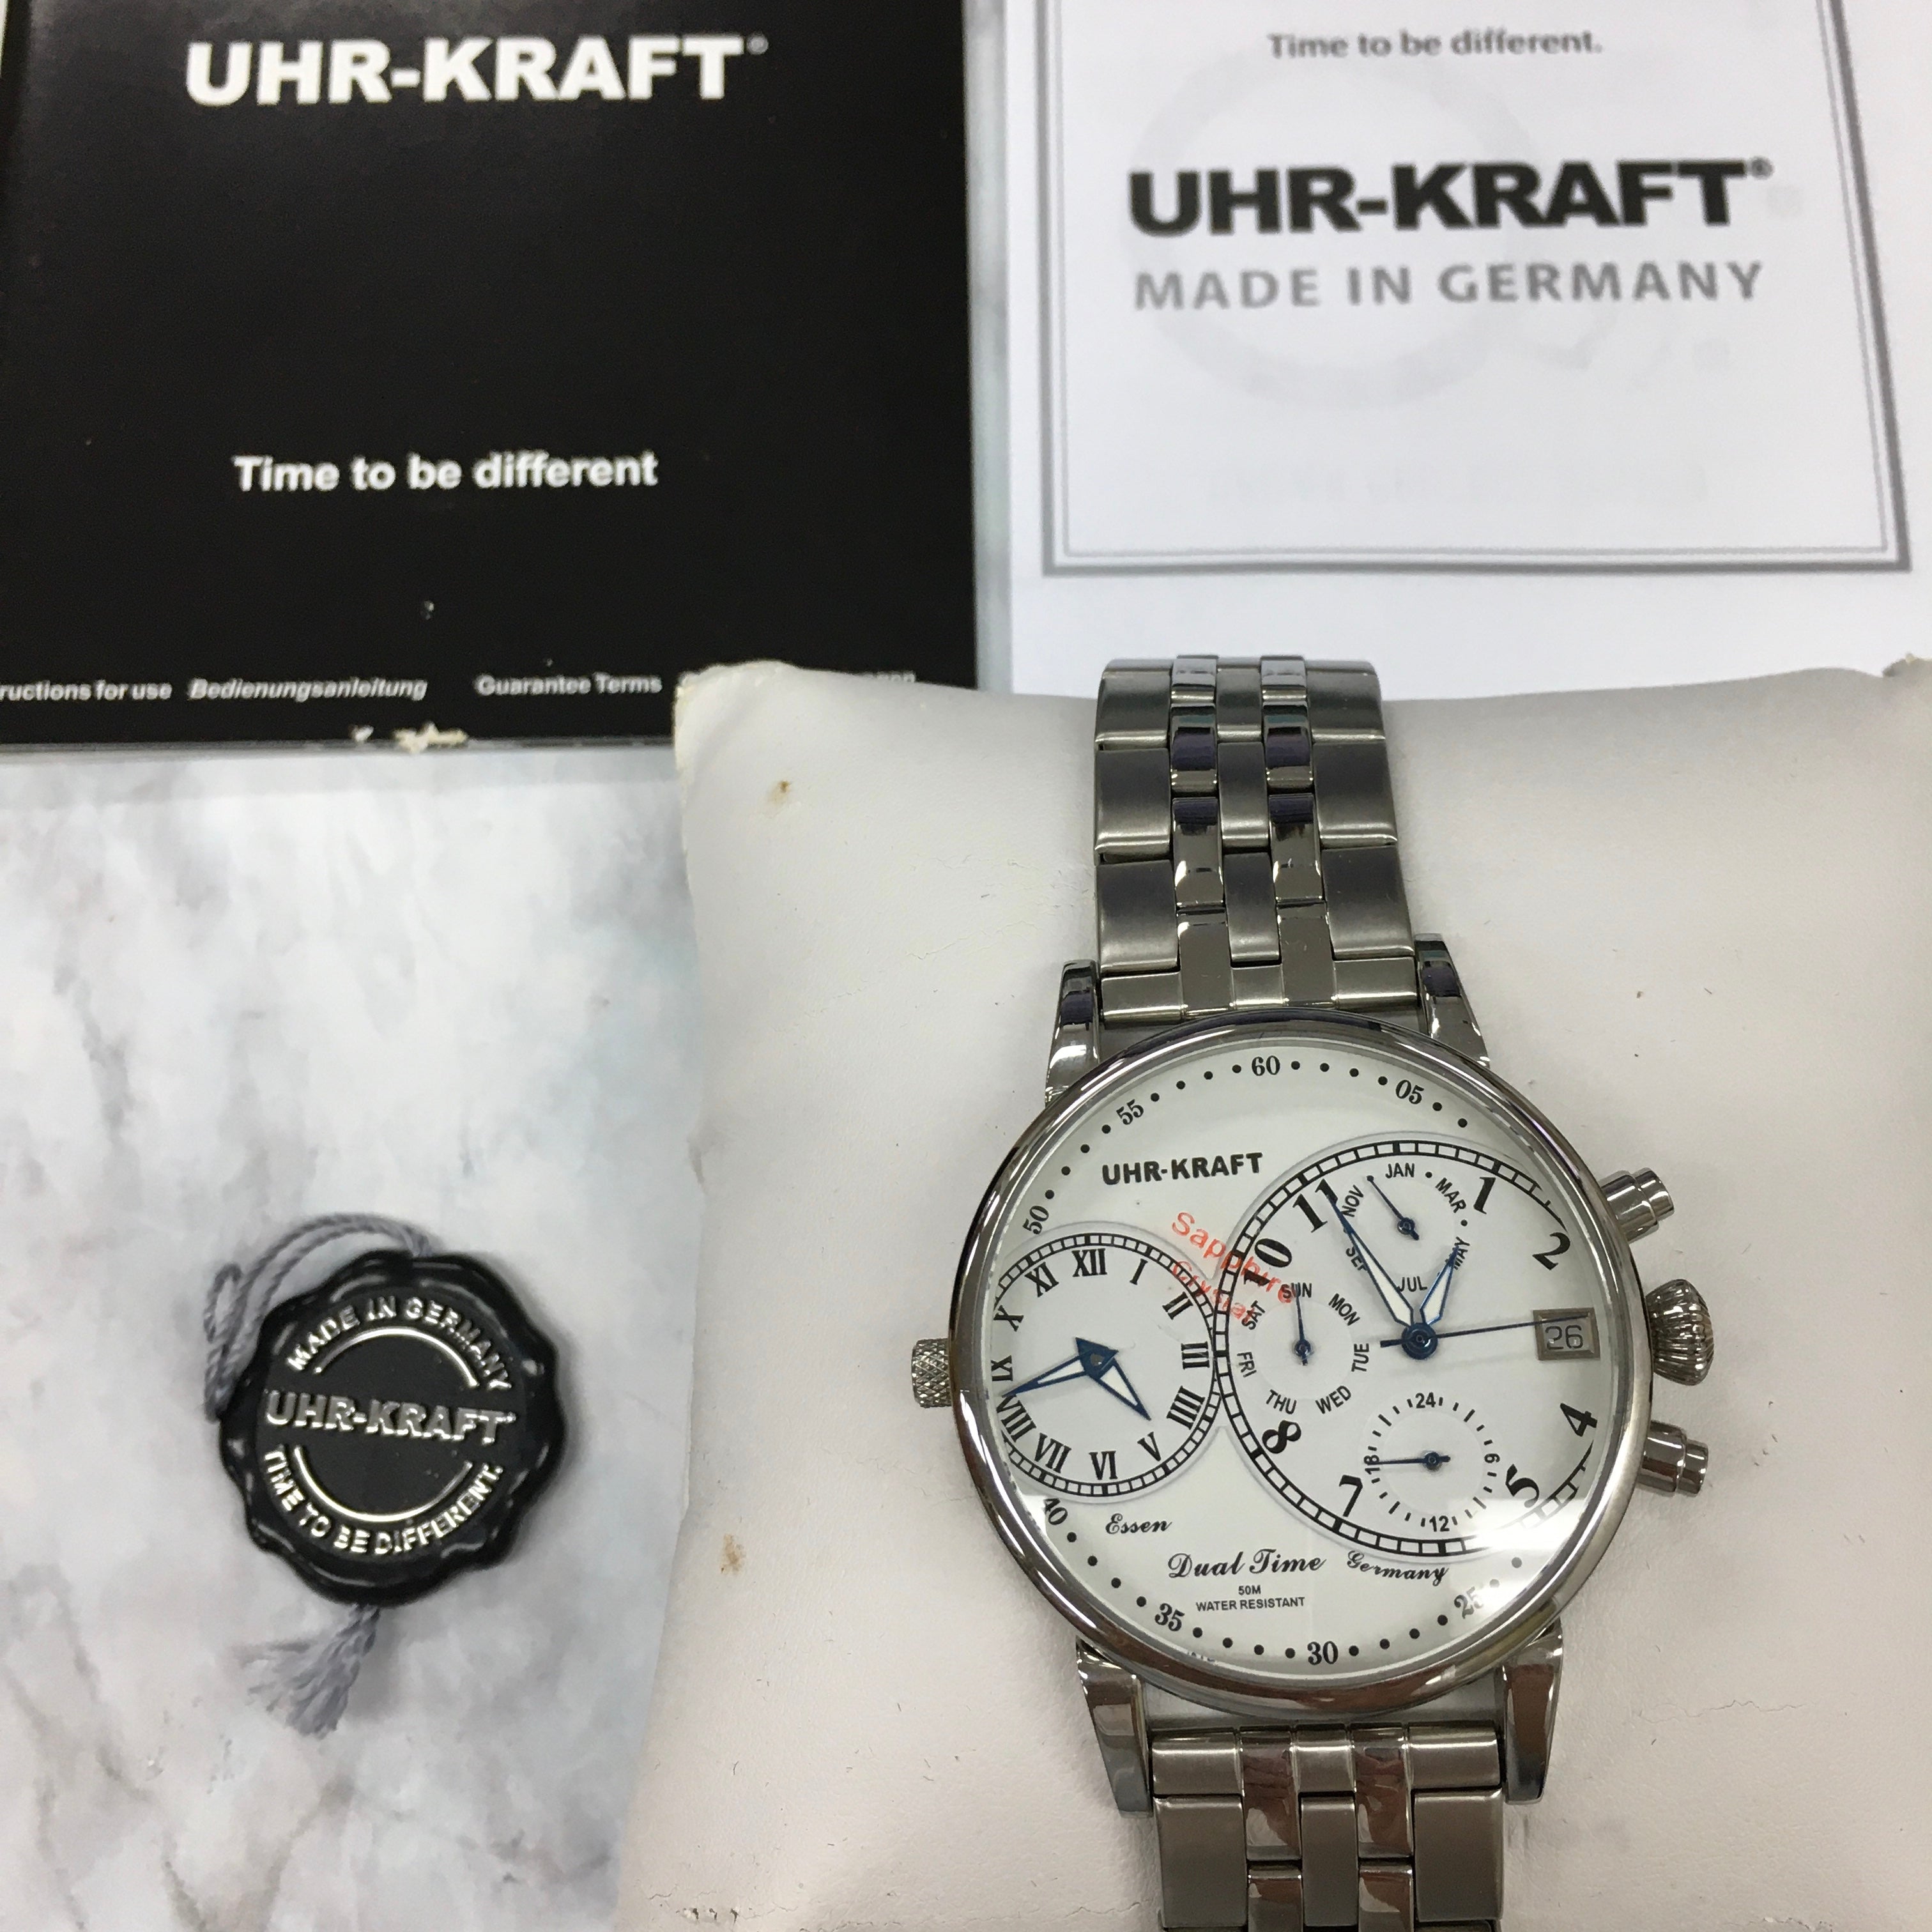 UHR-KRAFT®
Time to be different
ructions for use Bedienungsanleitung Guarantee Terms
Time to be different.
UHR-KRAFT®
MADE IN GERMANY
MADE IN GERMANY
UHR-KRAFT
TIME TO BE DIFFERENT.
60
05
25
30
35
40
50
55
UHR-KRAFT
Sapphire
Crystal
XII
I
II
III
IIII
V
VI
VII
VIII
IX
X
XI
11
1
2
4
5
7
8
10
JAN
MAR
MAY
JUL
SEP
NOV
SUN
MON
TUE
WED
THU
FRI
SAT
26
24
6
12
18
Essen
Dual Time Germany
50M
WATER RESISTANT